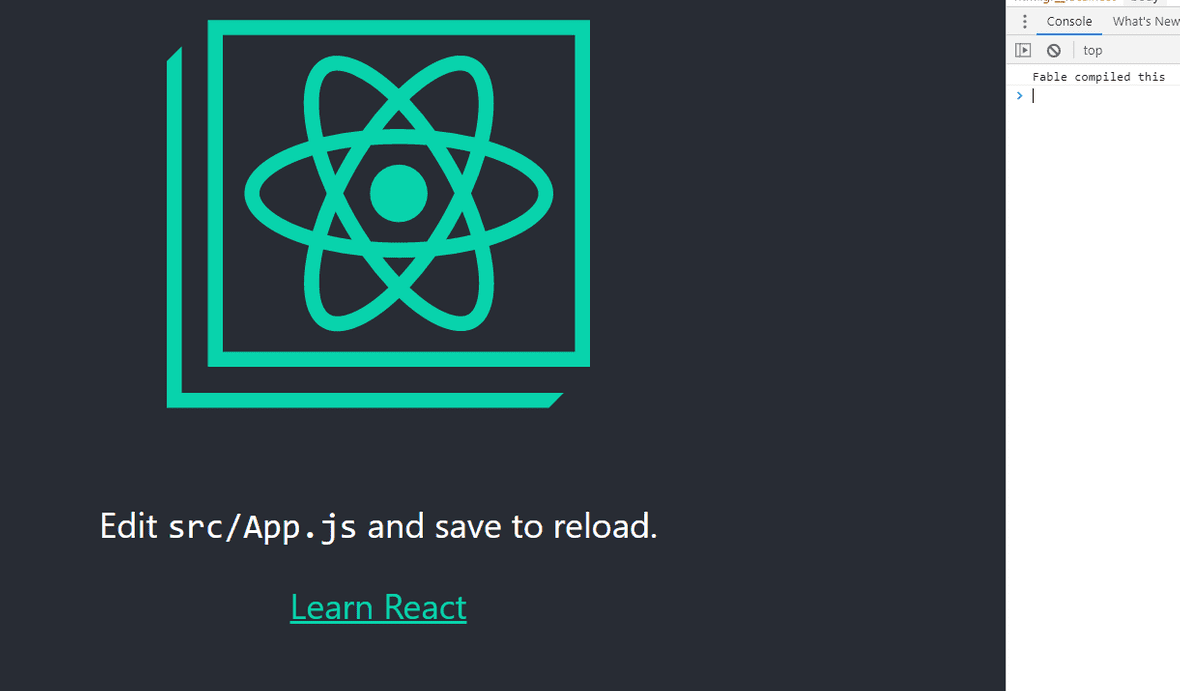 Console What's New
top
Fable compiled this
Edit src/App.js and save to reload.
Learn React